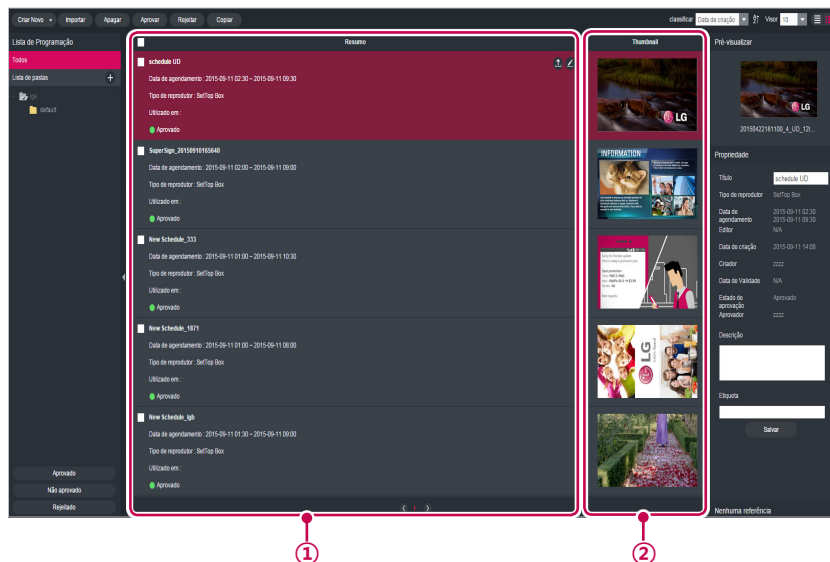 Criar Novo
Importar
Apagar
Aprovar
Rejeitar
Copiar
classificar
Data de criação
Visor
10
Lista de Programação
Todos
Lista de pastas
default
Aprovado
Não aprovado
Rejeitado
Resumo
schedule UD
Data de agendamento : 2015-09-11 02:30 ~ 2015-09-11 09:30
Tipo de reprodutor : SetTop Box
Utilizado em :
Aprovado
SuperSign_20150910165640
Data de agendamento : 2015-09-11 02:00 ~ 2015-09-11 09:00
Tipo de reprodutor : SetTop Box
Utilizado em :
Aprovado
New Schedule_333
Data de agendamento : 2015-09-11 01:00 ~ 2015-09-11 10:30
Tipo de reprodutor : SetTop Box
Utilizado em :
Aprovado
New Schedule_1871
Data de agendamento : 2015-09-11 01:00 ~ 2015-09-11 08:00
Tipo de reprodutor : SetTop Box
Utilizado em :
Aprovado
New Schedule_lgb
Data de agendamento : 2015-09-11 01:30 ~ 2015-09-11 09:00
Tipo de reprodutor : SetTop Box
Utilizado em :
Aprovado
1
Thumbnail
LG
INFORMATION
LG
Pré-visualizar
LG
20150422181100_4_UD_12l...
Propriedade
Título
schedule UD
Tipo de reprodutor
SetTop Box
Data de agendamento
2015-09-11 02:30
2015-09-11 09:30
Editor
N/A
Data de criação
2015-09-11 14:08
Criador
zzzz
Data de Validade
N/A
Estado de aprovação
Aprovado
Aprovador
zzzz
Descrição
Etiqueta
Salvar
Nenhuma referência
①
②